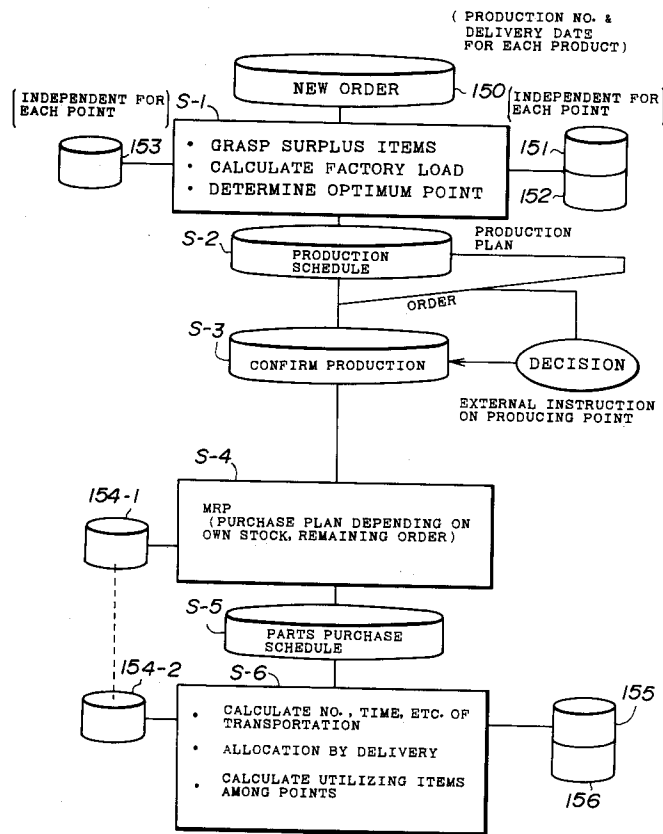 ( PRODUCTION NO. &
DELIVERY DATE
FOR EACH PRODUCT )
NEW ORDER
150
INDEPENDENT FOR
EACH POINT
S-1
INDEPENDENT FOR
EACH POINT
153
• GRASP SURPLUS ITEMS
• CALCULATE FACTORY LOAD
• DETERMINE OPTIMUM POINT
151
152
S-2
PRODUCTION
SCHEDULE
PRODUCTION
PLAN
ORDER
S-3
CONFIRM PRODUCTION
DECISION
EXTERNAL INSTRUCTION
ON PRODUCING POINT
S-4
154-1
MRP
(PURCHASE PLAN DEPENDING ON
OWN STOCK, REMAINING ORDER)
S-5
PARTS PURCHASE
SCHEDULE
S-6
154-2
• CALCULATE NO., TIME, ETC. OF
TRANSPORTATION
• ALLOCATION BY DELIVERY
• CALCULATE UTILIZING ITEMS
AMONG POINTS
155
156